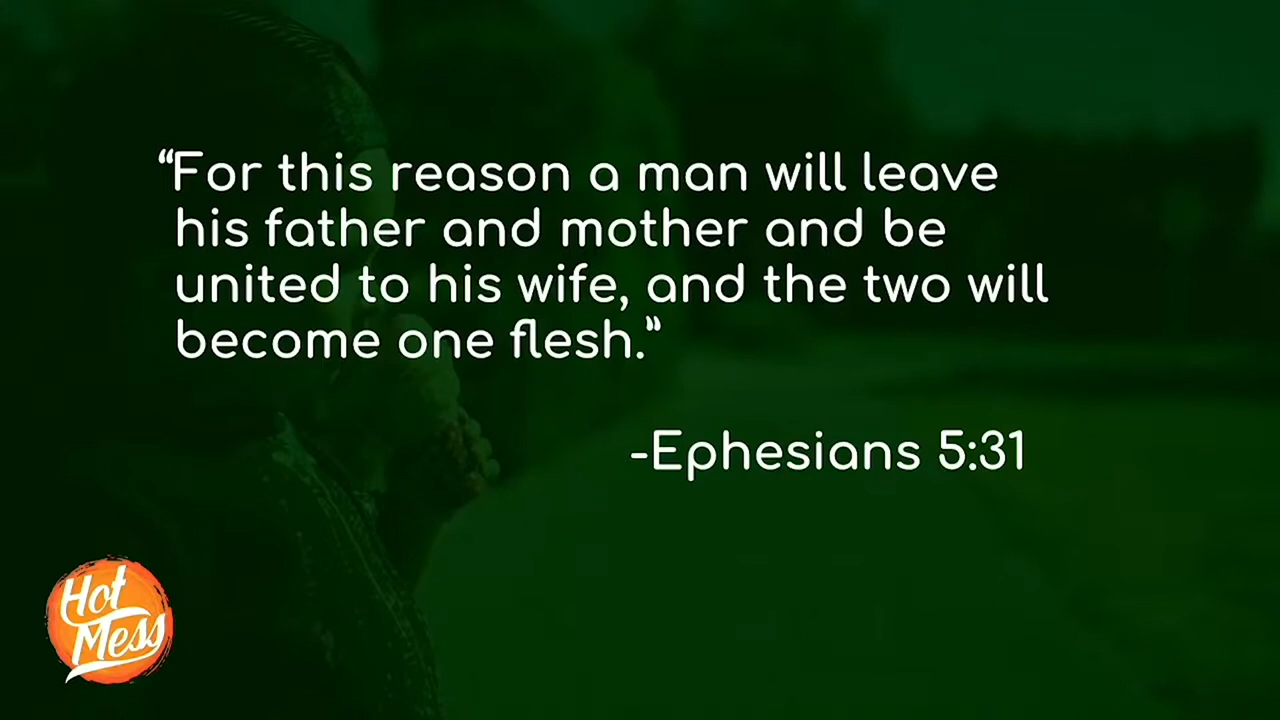 “For this reason a man will leave
his father and mother and be
united to his wife, and the two will
become one flesh.”
-Ephesians 5:31
Hot
Mess